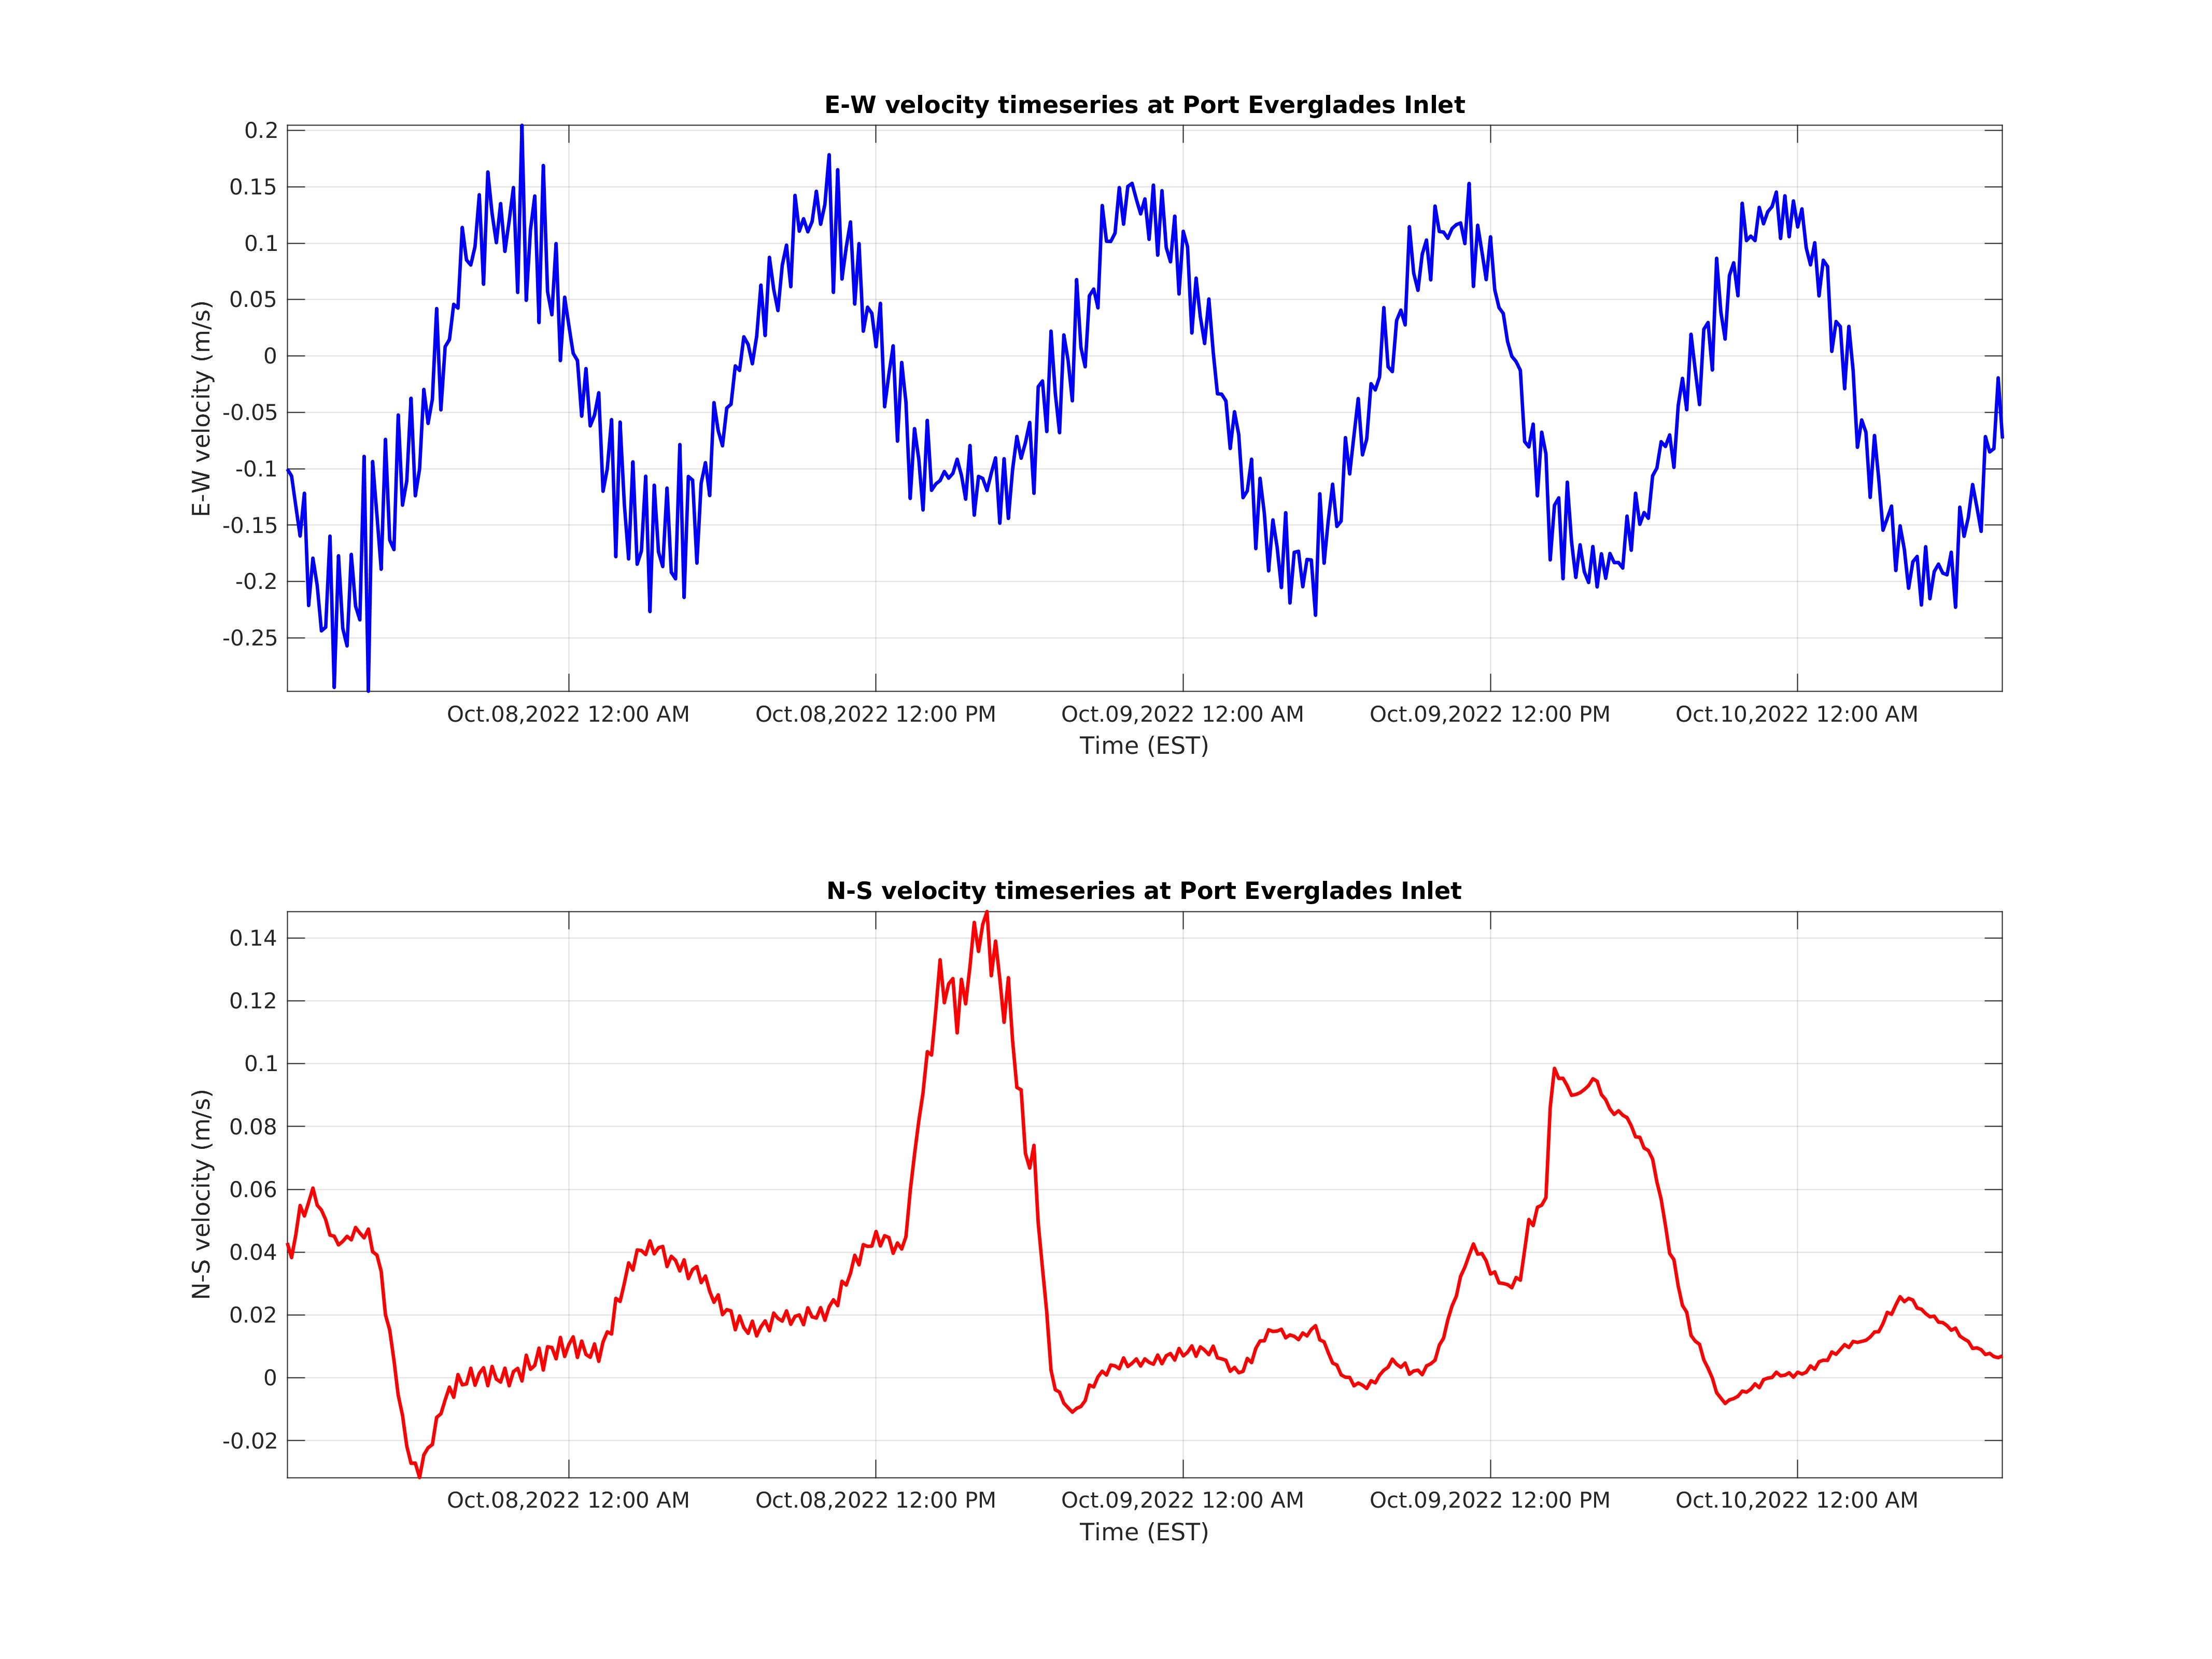 E-W velocity timeseries at Port Everglades Inlet
0.2
0.15
0.1
0.05
0
-0.05
-0.1
-0.15
-0.2
-0.25
E-W velocity (m/s)
Oct.08,2022 12:00 AM Oct.08,2022 12:00 PM Oct.09,2022 12:00 AM Oct.09,2022 12:00 PM Oct.10,2022 12:00 AM
Time (EST)
N-S velocity timeseries at Port Everglades Inlet
0.14
0.12
0.1
0.08
0.06
0.04
0.02
0
-0.02
N-S velocity (m/s)
Oct.08,2022 12:00 AM Oct.08,2022 12:00 PM Oct.09,2022 12:00 AM Oct.09,2022 12:00 PM Oct.10,2022 12:00 AM
Time (EST)